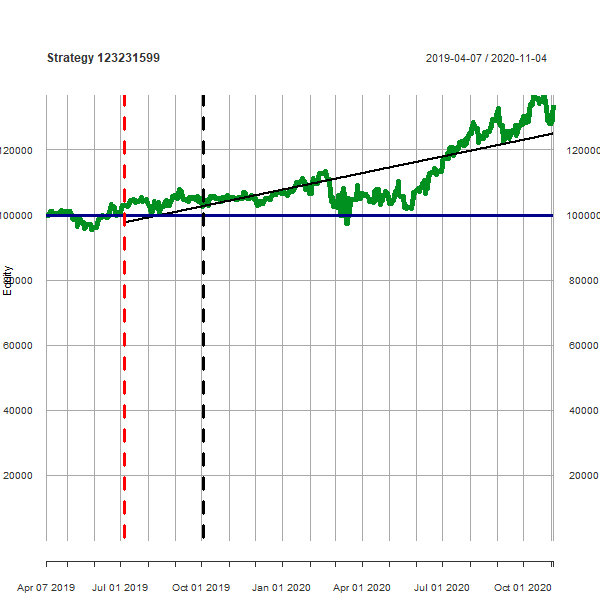 Strategy 123231599
2019-04-07 / 2020-11-04
120000
120000
100000
100000
Equity
80000
80000
60000
60000
40000
40000
20000
20000
Apr 07 2019
Jul 01 2019
Oct 01 2019
Jan 01 2020
Apr 01 2020
Jul 01 2020
Oct 01 2020